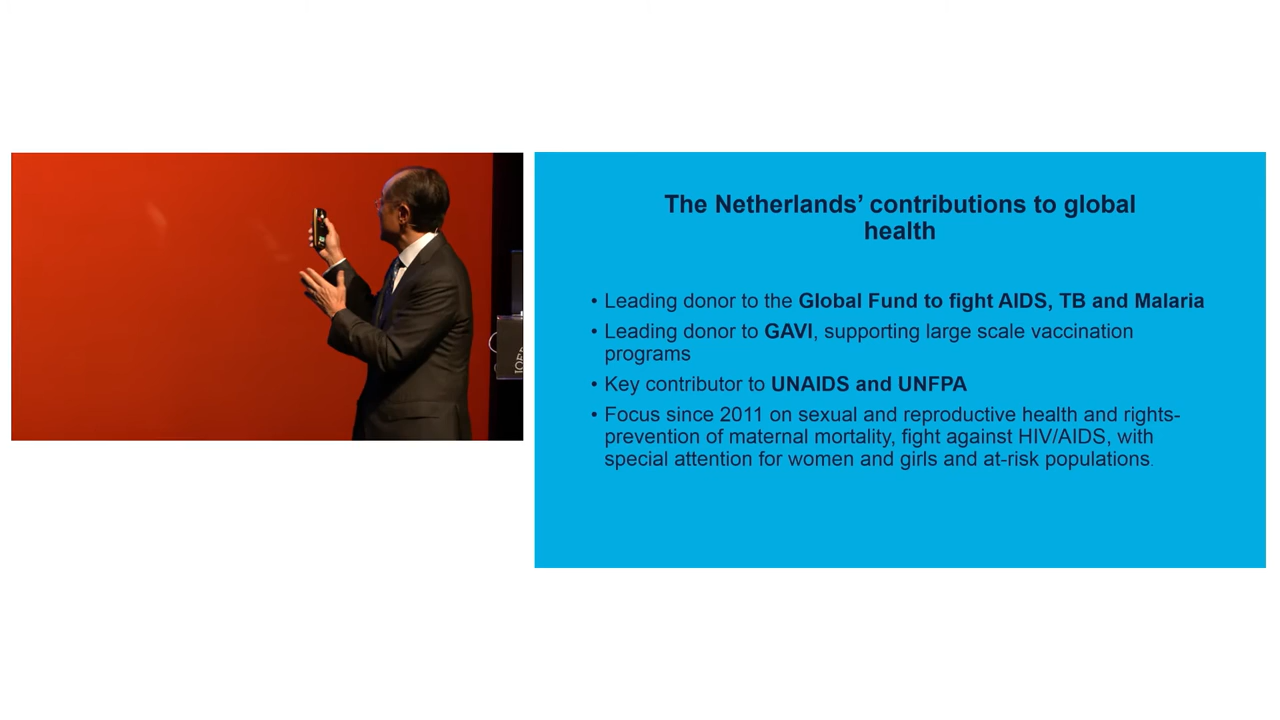 The Netherlands’ contributions to global
health
• Leading donor to the Global Fund to fight AIDS, TB and Malaria
• Leading donor to GAVI, supporting large scale vaccination
programs
• Key contributor to UNAIDS and UNFPA
• Focus since 2011 on sexual and reproductive health and rights-
prevention of maternal mortality, fight against HIV/AIDS, with
special attention for women and girls and at-risk populations.